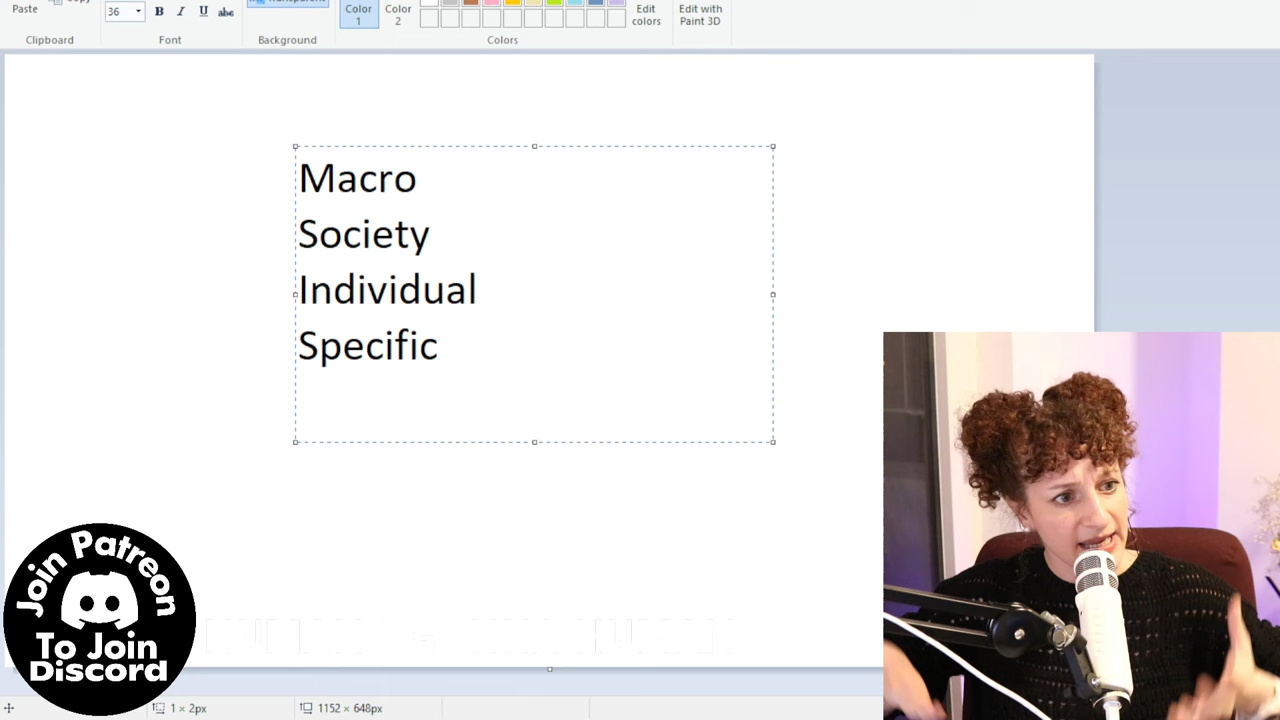 Paste
36
B I U abc
Color 1
Color 2
Edit colors
Edit with Paint 3D
Clipboard
Font
Background
Colors
Macro
Society
Individual
Specific
Join Patreon
To Join
Discord
1 × 2px
1152 × 648px